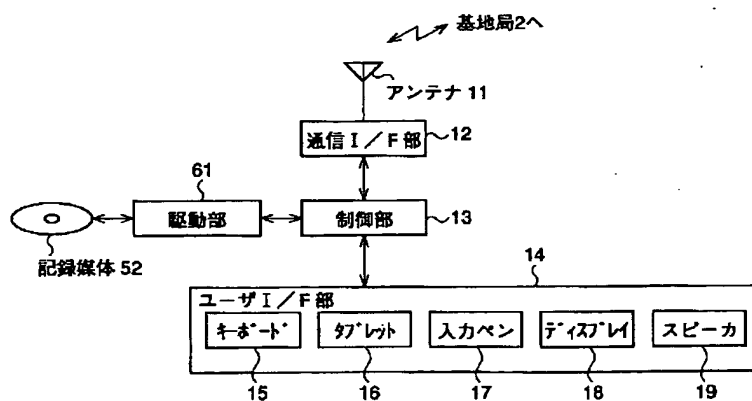 基地局2へ
アンテナ 11
通信Ｉ／Ｆ部
12
61
駆動部
制御部
13
記録媒体 52
14
ユーザＩ／Ｆ部
ｷｰﾎﾞｰﾄﾞ
ﾀﾌﾞﾚｯﾄ
入力ペン
ﾃﾞｨｽﾌﾟﾚｲ
スピーカ
15
16
17
18
19